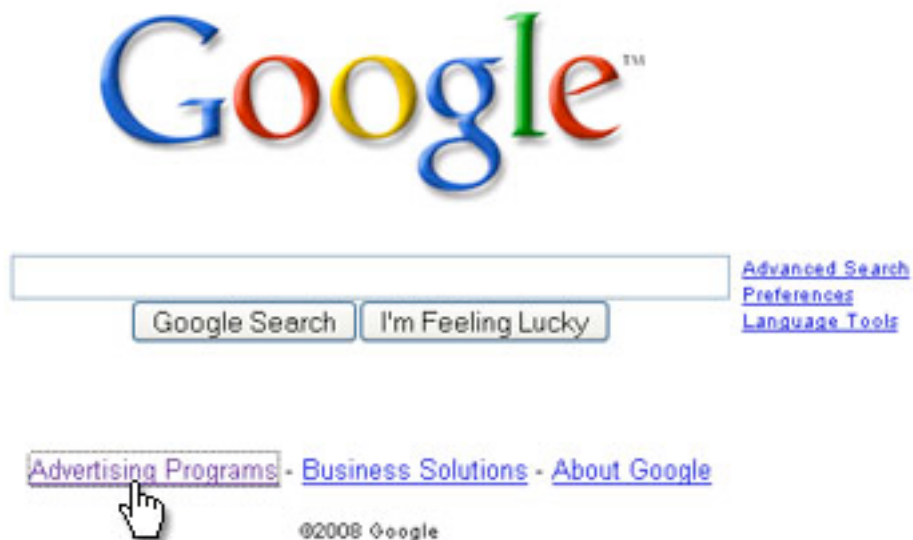 Google™
Advanced Search
Preferences
Language Tools
Google Search I'm Feeling Lucky
Advertising Programs - Business Solutions - About Google
©2008 Google